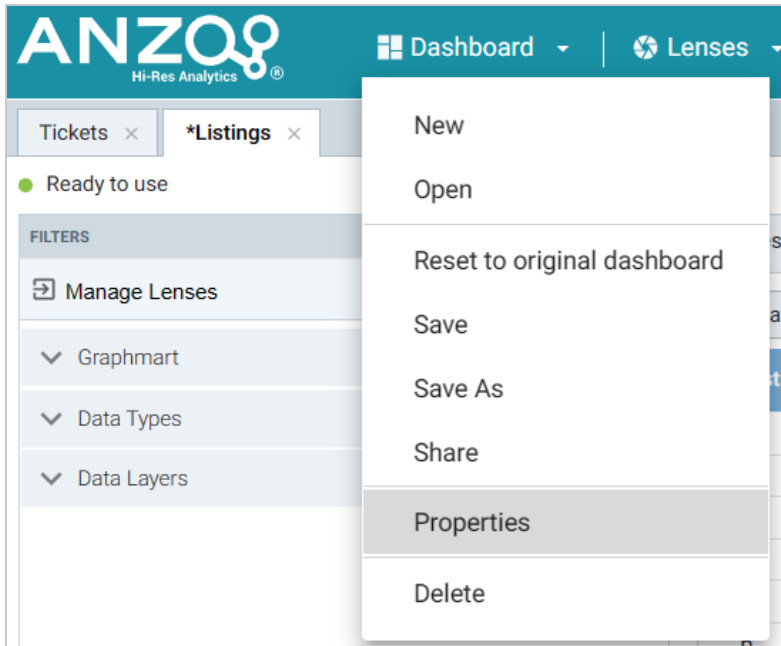 ANZO
Hi-Res Analytics ®
Dashboard
Lenses
Tickets ×
*Listings ×
Ready to use
FILTERS
Manage Lenses
Graphmart
Data Types
Data Layers
New
Open
Reset to original dashboard
Save
Save As
Share
Properties
Delete